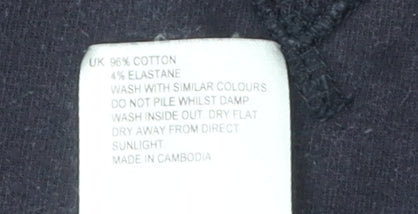 UK 96% COTTON
4% ELASTANE
WASH WITH SIMILAR COLOURS
DO NOT PILE WHILST DAMP
WASH INSIDE OUT. DRY FLAT
DRY AWAY FROM DIRECT
SUNLIGHT
MADE IN CAMBODIA